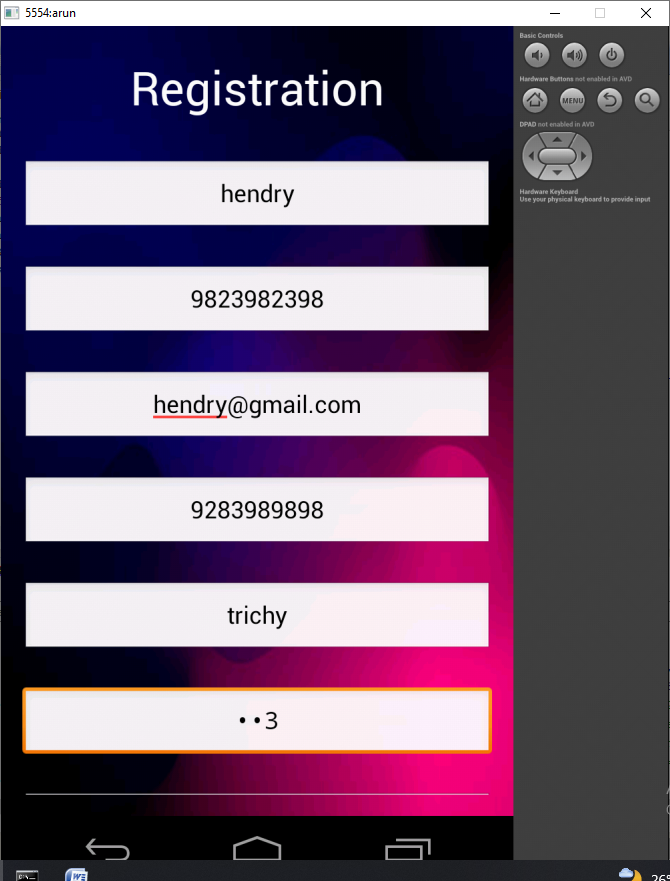 5554:arun
Registration
hendry
9823982398
hendry@gmail.com
9283989898
trichy
••3
Basic Controls
Hardware Buttons not enabled in AVD
MENU
DPAD not enabled in AVD
Hardware Keyboard
Use your physical keyboard to provide input